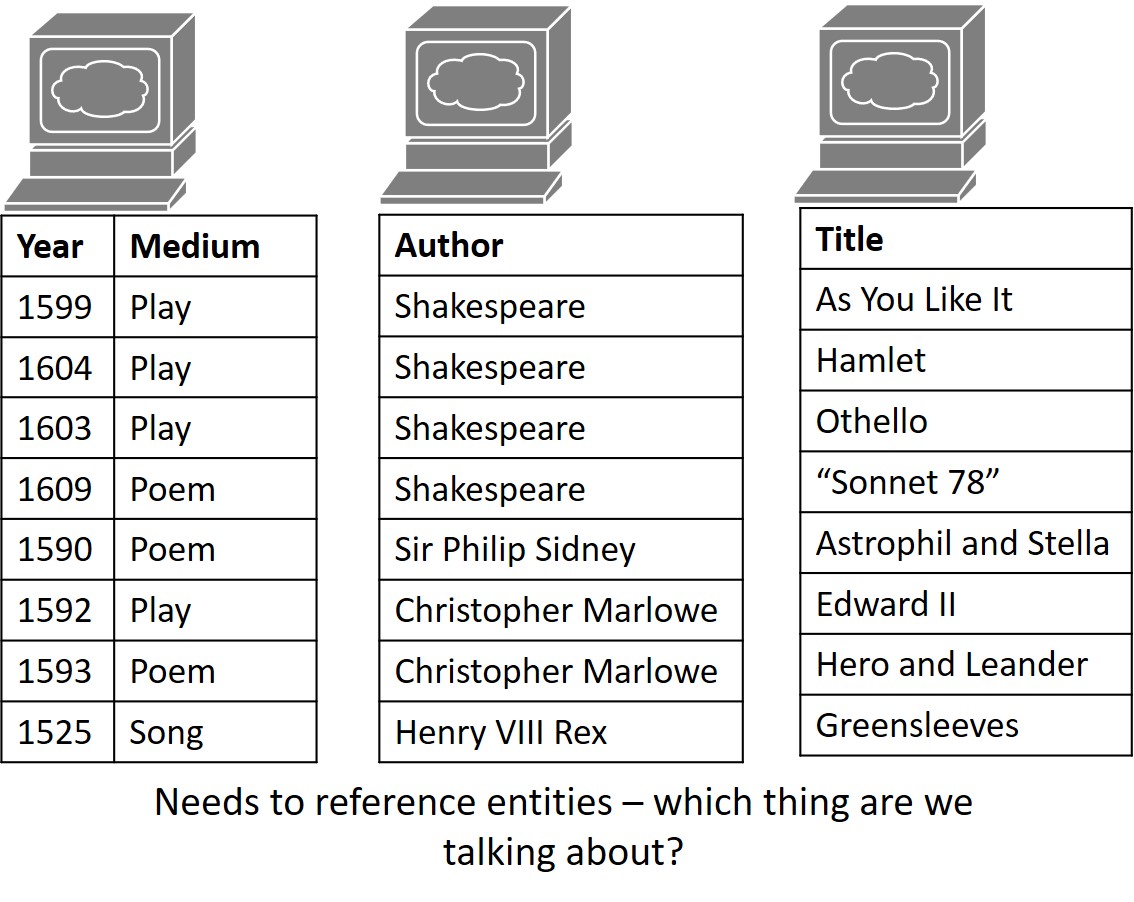 Year Medium
1599 Play
1604 Play
1603 Play
1609 Poem
1590 Poem
1592 Play
1593 Poem
1525 Song
Author
Shakespeare
Shakespeare
Shakespeare
Shakespeare
Sir Philip Sidney
Christopher Marlowe
Christopher Marlowe
Henry VIII Rex
Title
As You Like It
Hamlet
Othello
“Sonnet 78”
Astrophil and Stella
Edward II
Hero and Leander
Greensleeves
Needs to reference entities – which thing are we
talking about?